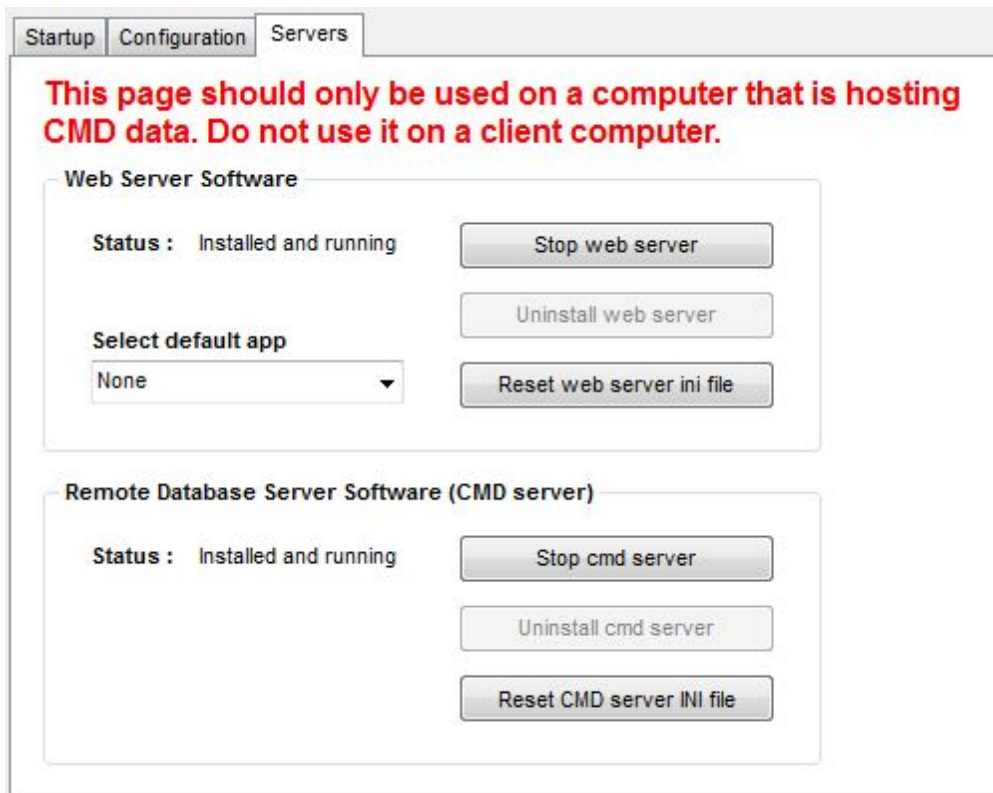 Startup Configuration Servers
This page should only be used on a computer that is hosting
CMD data. Do not use it on a client computer.
Web Server Software
Status : Installed and running Stop web server
Uninstall web server
Select default app
None Reset web server ini file
Remote Database Server Software (CMD server)
Status : Installed and running Stop cmd server
Uninstall cmd server
Reset CMD server INI file